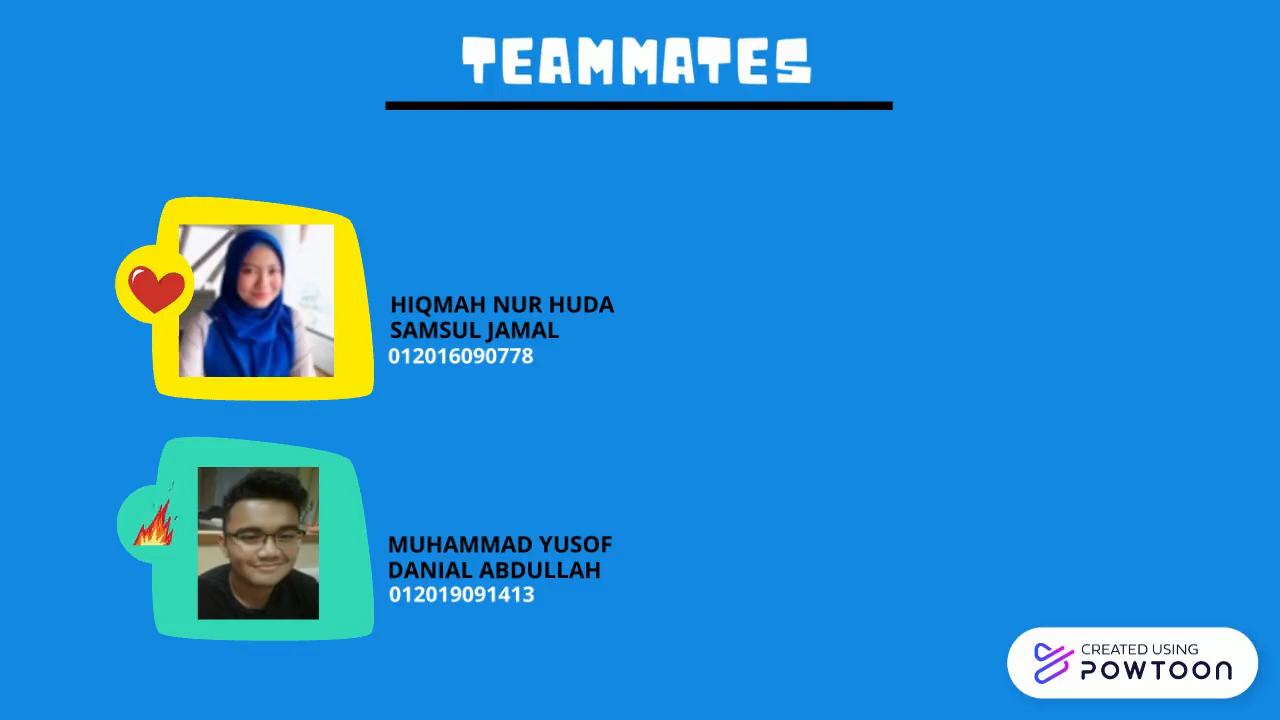 TEAMMATES
HIQMAH NUR HUDA
SAMSUL JAMAL
012016090778
MUHAMMAD YUSOF
DANIAL ABDULLAH
012019091413
CREATED USING
POWTOON